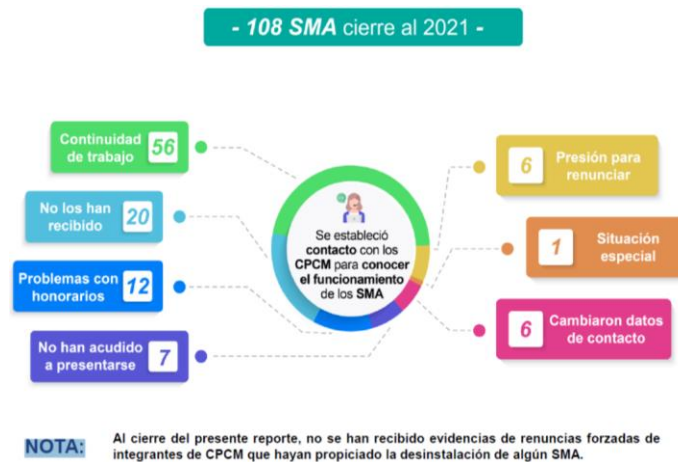 - 108 SMA cierre al 2021 -
Continuidad
de trabajo
56
No los han
recibido
20
Problemas con
honorarios
12
No han acudido
a presentarse
7
Se estableció
contacto con los
CPCM para conocer
el funcionamiento
de los SMA
6
Presión para
renunciar
1
Situación
especial
6
Cambiaron datos
de contacto
NOTA:
Al cierre del presente reporte, no se han recibido evidencias de renuncias forzadas de
integrantes de CPCM que hayan propiciado la desinstalación de algún SMA.